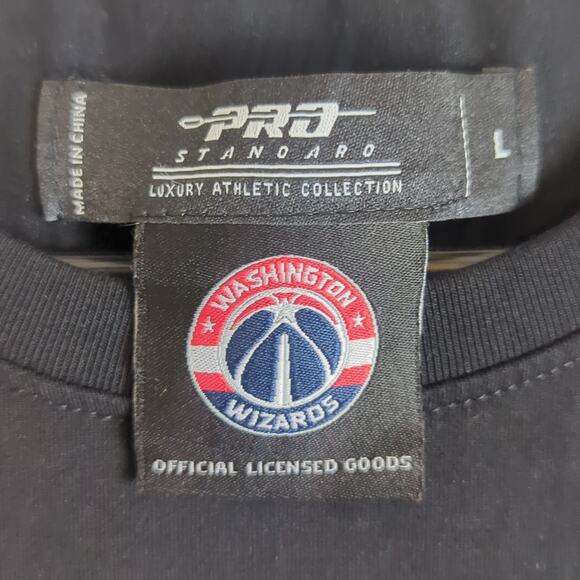 MADE IN CHINA
PRO
STANDARD
LUXURY ATHLETIC COLLECTION
L
WASHINGTON
WIZARDS
OFFICIAL LICENSED GOODS